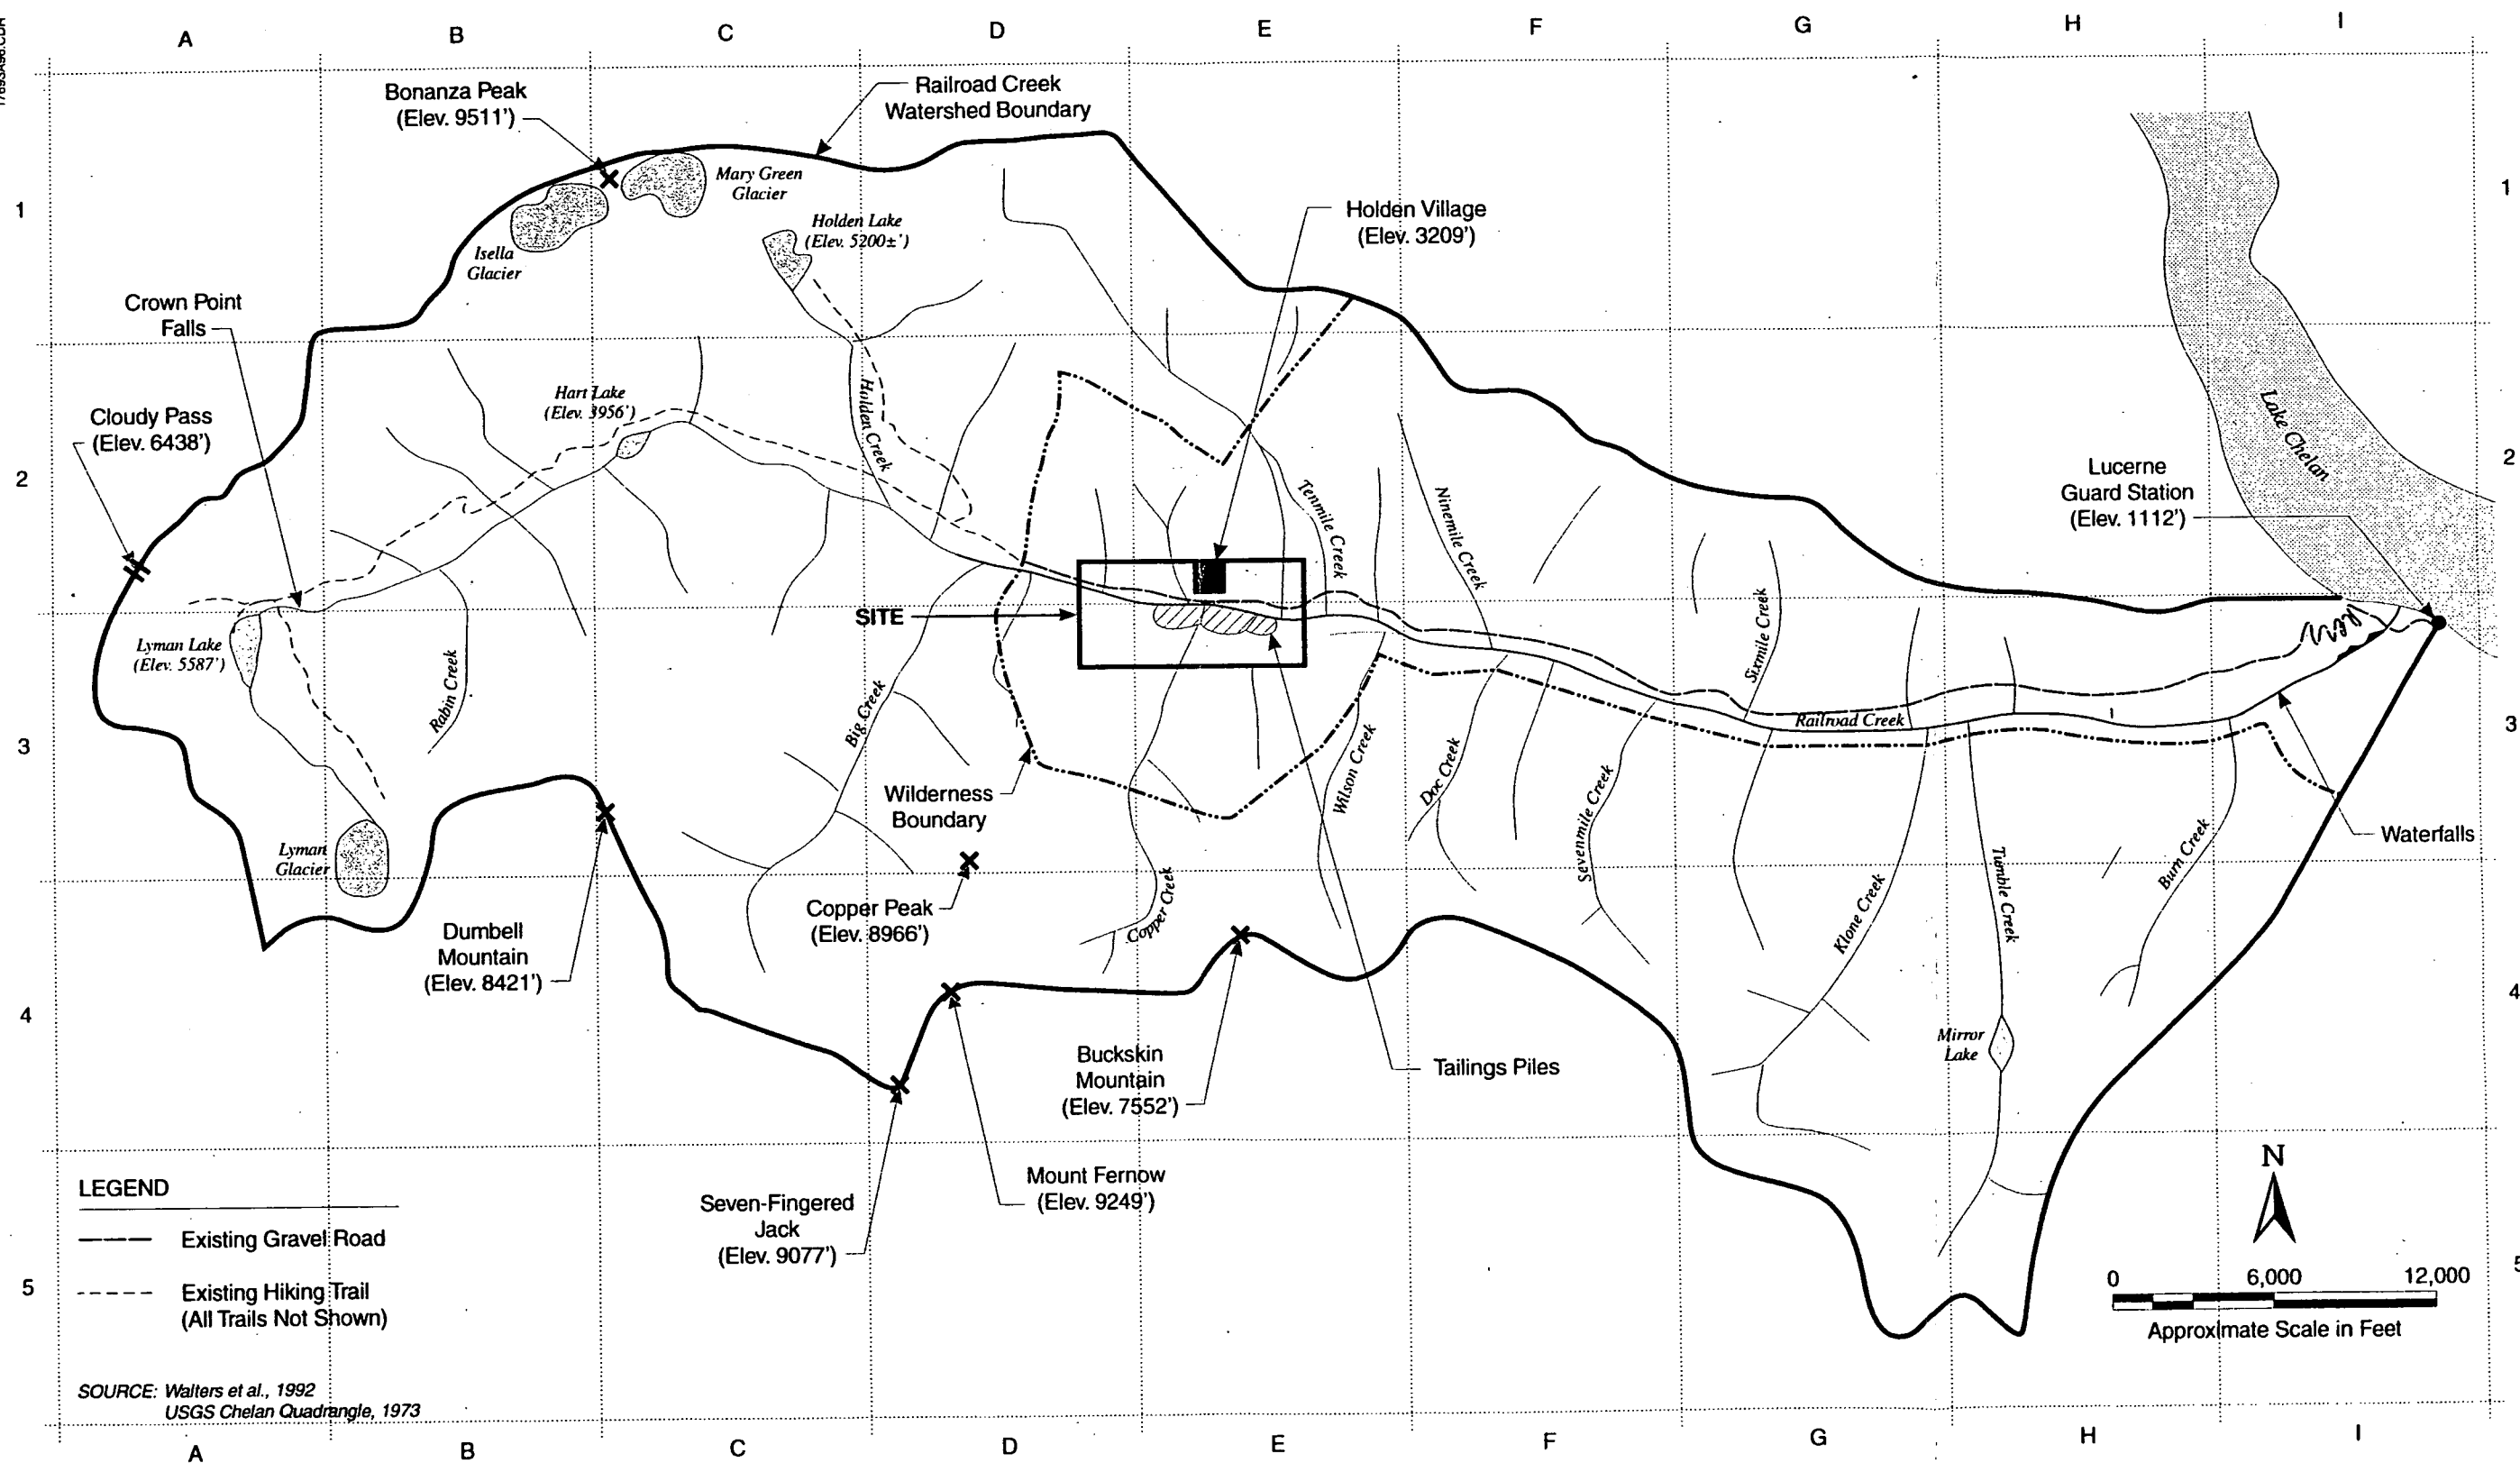 A B C D E F G H I
Bonanza Peak
(Elev. 9511')
Railroad Creek
Watershed Boundary
Mary Green
Glacier
Holden Lake
(Elev. 5200±')
Holden Village
(Elev. 3209')
1
1
Isella
Glacier
Crown Point
Falls
Hart Lake
(Elev. 3956')
Holden Creek
Lake Chelan
Cloudy Pass
(Elev. 6438')
2
2
Lucerne
Guard Station
(Elev. 1112')
Tenmile Creek
Ninemile Creek
SITE
Sixmile Creek
Lyman Lake
(Elev. 5587')
Rabin Creek
Big Creek
Railroad Creek
3
3
Wilderness
Boundary
Wilson Creek
Doc Creek
Sevenmile Creek
Waterfalls
Lyman
Glacier
Copper Peak
(Elev. 8966')
Copper Creek
Klone Creek
Tumble Creek
Burn Creek
Dumbell
Mountain
(Elev. 8421')
4
4
Buckskin
Mountain
(Elev. 7552')
Tailings Piles
Mirror
Lake
Mount Fernow
(Elev. 9249')
Seven-Fingered
Jack
(Elev. 9077')
N
LEGEND
Existing Gravel Road
Existing Hiking Trail
(All Trails Not Shown)
5
5
0 6,000 12,000
Approximate Scale in Feet
SOURCE: Walters et al., 1992
USGS Chelan Quadrangle, 1973
A B C D E F G H I